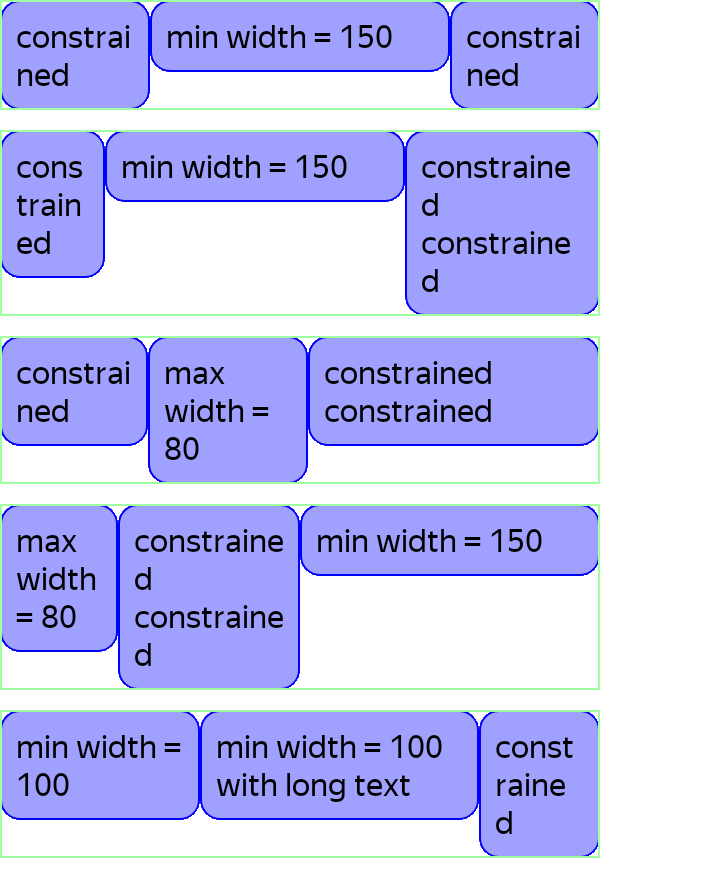 constrai
ned
min width = 150
constrai
ned
cons
train
ed
min width = 150
constraine
d
constraine
d
constrai
ned
max
width =
80
constrained
constrained
max
width
= 80
constraine
d
constraine
d
min width = 150
min width =
100
min width = 100
with long text
const
raine
d